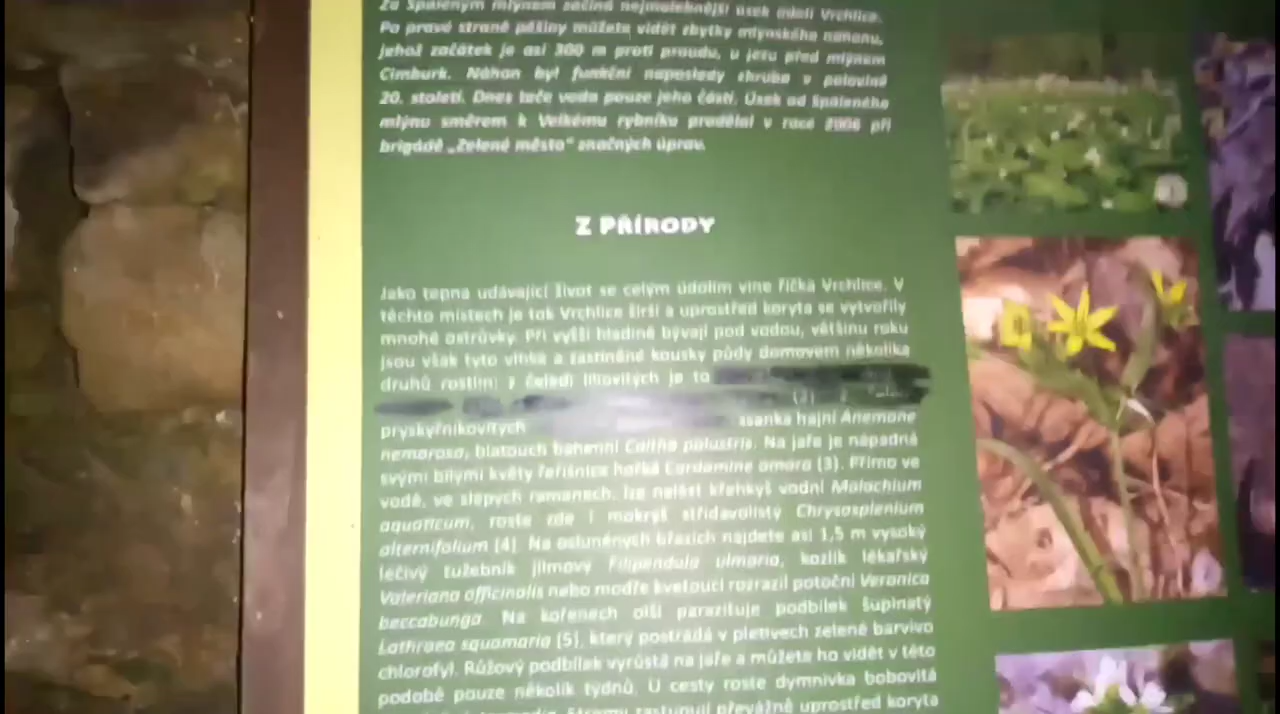 Za Spáleným mlýnem začíná nejmalebnější úsek údolí Vrchlice.
Po pravé straně pěšiny můžete vidět zbytky mlýnského náhonu,
jehož začátek je asi 300 m proti proudu, u jezu před mlýnem
Cimburk. Náhon byl funkční naposledy zhruba v polovině
20. století. Dnes teče voda pouze jeho částí. Úsek od Spáleného
mlýna směrem k Velkému rybníku prodělal v roce 2006 při
brigádě „Zelené město“ značných úprav.
Z PŘÍRODY
Jako tepna udávající život se celým údolím vine říčka Vrchlice. V
těchto místech je tok Vrchlice širší a uprostřed koryta se vytvořily
mnohé ostrůvky. Při vyšší hladině bývají pod vodou, většinu roku
jsou však tyto vlhké a zastíněné kousky půdy domovem několika
druhů rostlin: z čeledi liliovitých je to
(2) z
pryskyřníkovitých sasanka hajní Anemone
nemorosa, blatouch bahenní Caltha palustris. Na jaře je nápadná
svými bílými květy řeřišnice hořká Cardamine amara (3). Přímo ve
vodě, ve slepých ramenech, lze nalézt křehkýš vodní Malachium
aquaticum, roste zde i mokrýš střídavolistý Chrysosplenium
alternifolium (4). Na osluněných březích najdete asi 1,5 m vysoký
léčivý tužebník jilmový Filipendula ulmaria, kozlík lékařský
Valeriana officinalis nebo modře kvetoucí rozrazil potoční Veronica
beccabunga. Na kořenech olší parazituje podbílek šupinatý
Lathraea squamaria (5), který postrádá v pletivech zelené barvivo
chlorofyl. Růžový podbílek vyrůstá na jaře a můžete ho vidět v této
podobě pouze několik týdnů. U cesty roste dymnivka bobovitá
Stromy zastupují převážně uprostřed koryta